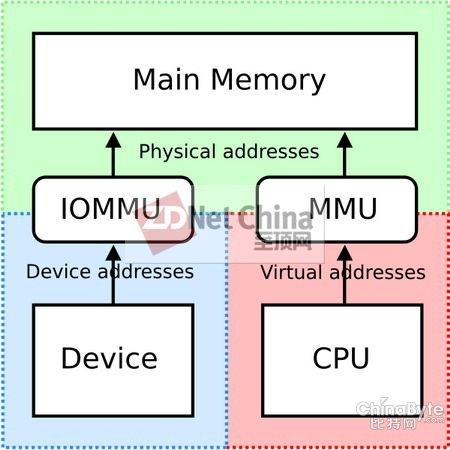 Main Memory
Physical addresses
IOMMU
MMU
ZD Net China
至顶网
Device addresses
Virtual addresses
Device
CPU
ChinaByte
比特网